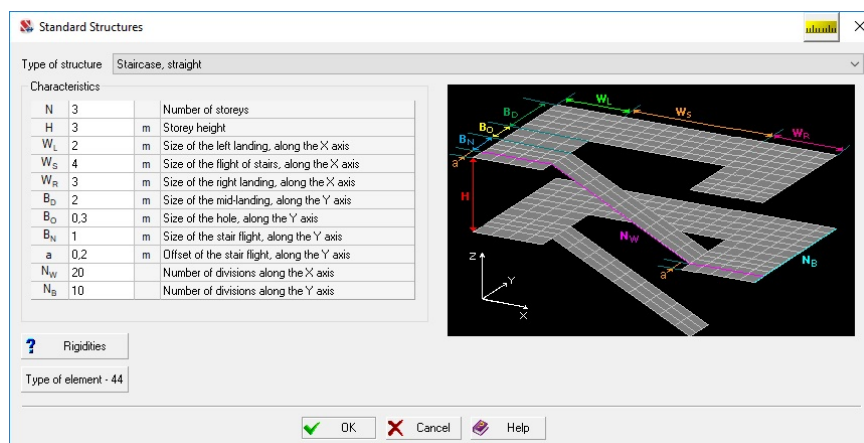 Standard Structures
Type of structure Staircase, straight
Characteristics
N 3 Number of storeys
H 3 m Storey height
WL 2 m Size of the left landing, along the X axis
WS 4 m Size of the flight of stairs, along the X axis
WR 3 m Size of the right landing, along the X axis
BD 2 m Size of the mid-landing, along the Y axis
BO 0,3 m Size of the hole, along the Y axis
BN 1 m Size of the stair flight, along the Y axis
a 0,2 m Offset of the stair flight, along the Y axis
NW 20 Number of divisions along the X axis
NB 10 Number of divisions along the Y axis
WL
WS
WR
BD
BO
BN
a
H
NW
NB
a
Z
Y
X
? Rigidities
Type of element - 44
OK Cancel Help